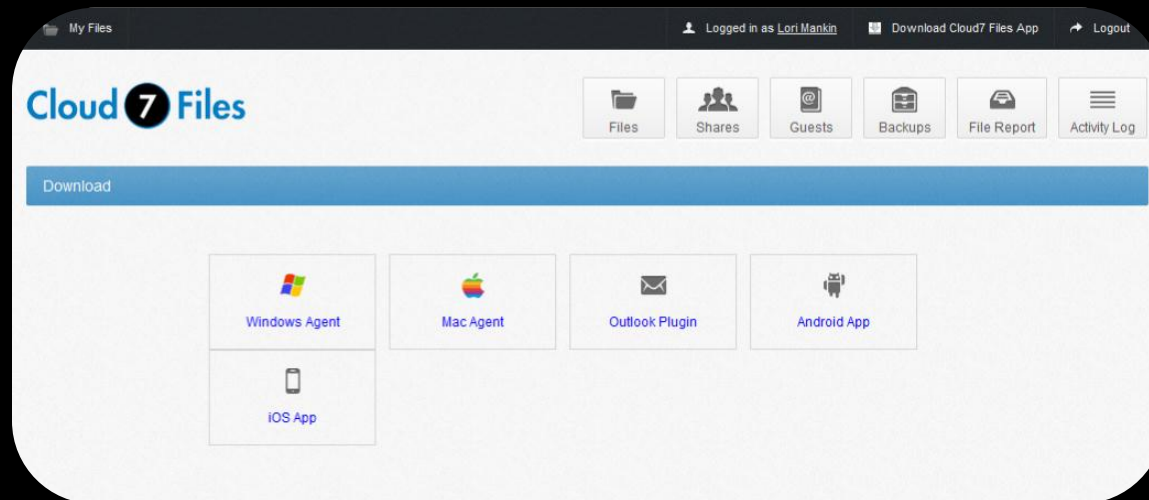 My Files
Logged in as Lori Mankin
Download Cloud7 Files App
Logout
Cloud 7 Files
Files
Shares
Guests
Backups
File Report
Activity Log
Download
Windows Agent
Mac Agent
Outlook Plugin
Android App
iOS App